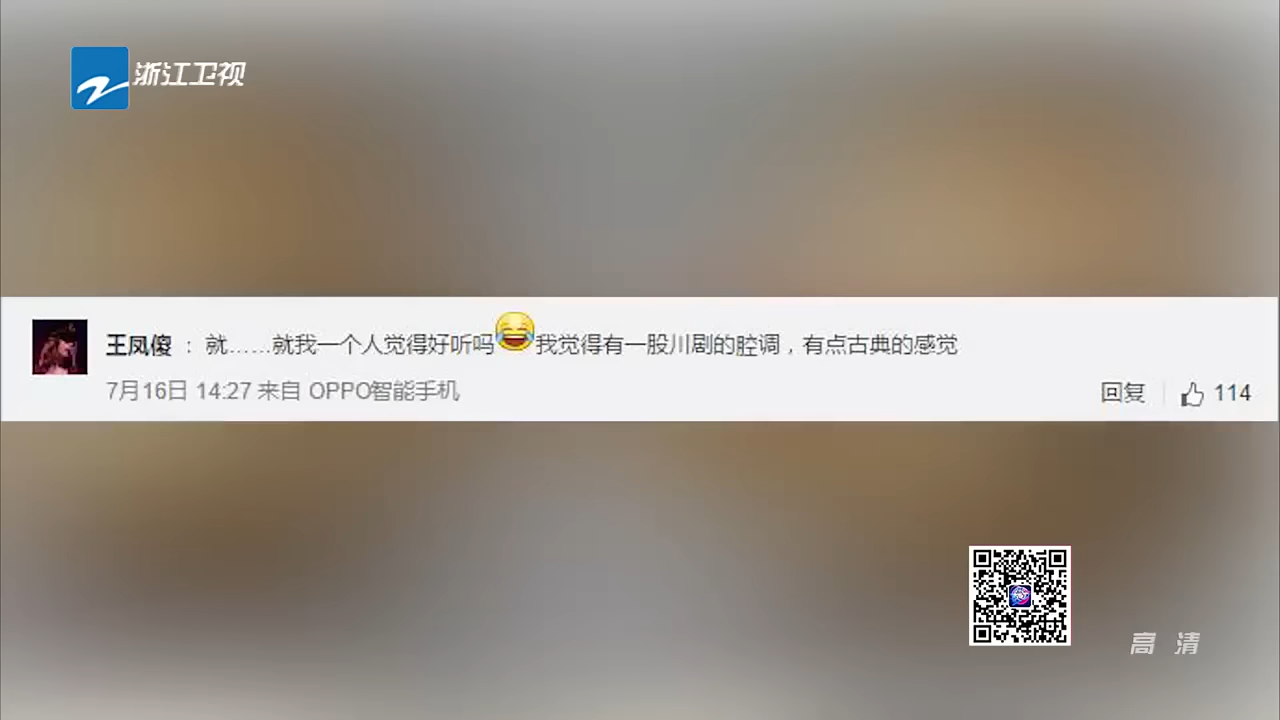 浙江卫视
王凤傻 ：就……就我一个人觉得好听吗😂我觉得有一股川剧的腔调，有点古典的感觉
7月16日 14:27 来自 OPPO智能手机
回复 114
高 清